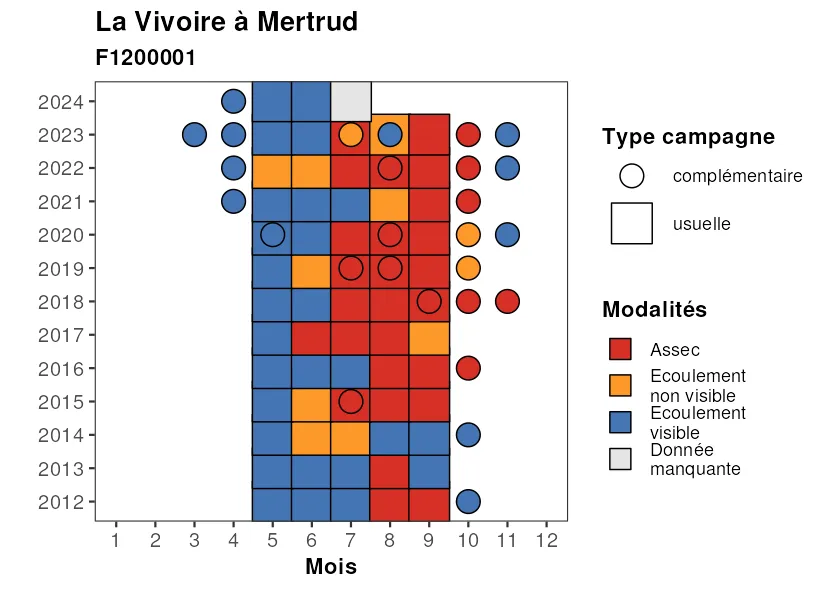 La Vivoire à Mertrud
F1200001
2024
2023
2022
2021
2020
2019
2018
2017
2016
2015
2014
2013
2012
1 2 3 4 5 6 7 8 9 10 11 12
Mois
Type campagne
complémentaire
usuelle
Modalités
Assec
Ecoulement
non visible
Ecoulement
visible
Donnée
manquante